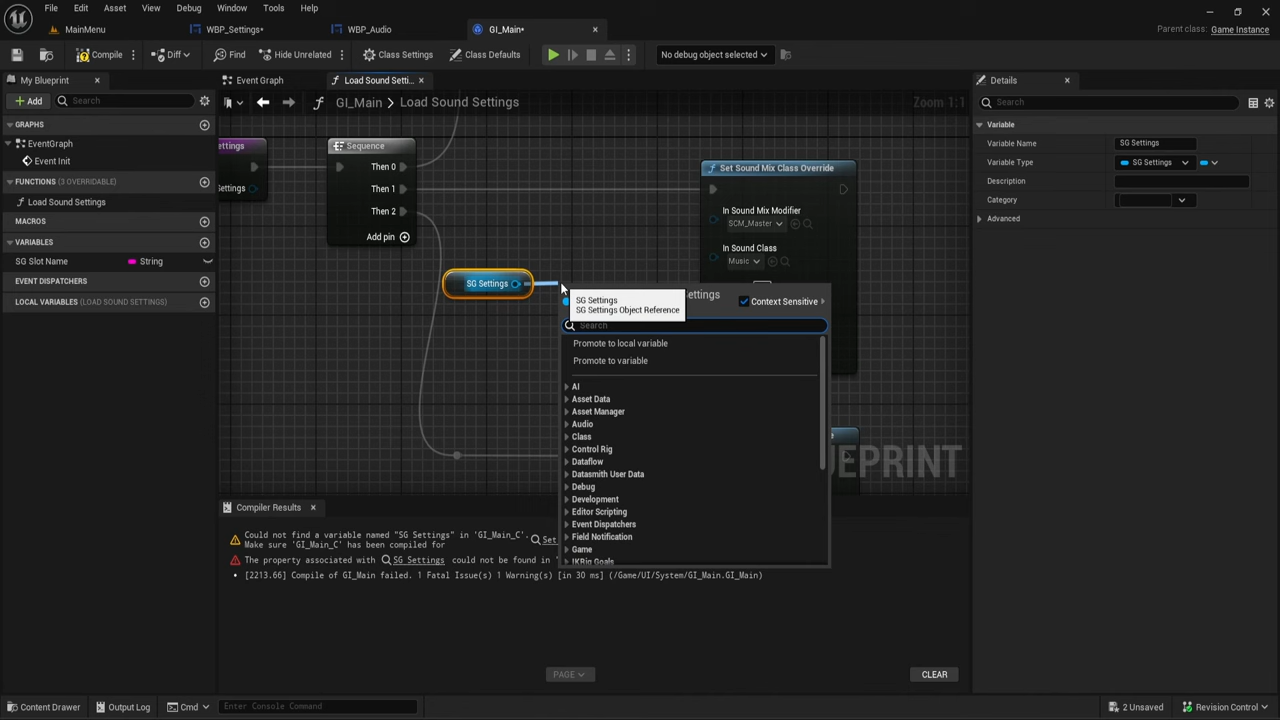 File Edit Asset View Debug Window Tools Help
MainMenu WBP_Settings* WBP_Audio GI_Main* Parent class: Game Instance
Compile Diff Find Hide Unrelated Class Settings Class Defaults No debug object selected
My Blueprint Event Graph Load Sound Setti... Details
Add Search GI_Main > Load Sound Settings Zoom 1:1 Search
GRAPHS
EventGraph
Event Init
FUNCTIONS (3 OVERRIDABLE)
Load Sound Settings
MACROS
VARIABLES
SG Slot Name String
EVENT DISPATCHERS
LOCAL VARIABLES (LOAD SOUND SETTINGS)
ettings
ettings
Sequence
Then 0
Then 1
Then 2
Add pin
SG Settings
Set Sound Mix Class Override
In Sound Mix Modifier
SCM_Master
In Sound Class
Music
SG Settings
SG Settings Object Reference
ettings
Context Sensitive
Search
Promote to local variable
Promote to variable
AI
Asset Data
Asset Manager
Audio
Class
Control Rig
Dataflow
Datasmith User Data
Debug
Development
Editor Scripting
Event Dispatchers
Field Notification
Game
IKRig Goals
e
UEPRINT
Variable
Variable Name SG Settings
Variable Type SG Settings
Description
Category
Advanced
Compiler Results
Could not find a variable named "SG Settings" in 'GI_Main_C'. Set
Make sure 'GI_Main_C' has been compiled for
The property associated with SG Settings could not be found in '
[2213.66] Compile of GI_Main failed. 1 Fatal Issue(s) 1 Warning(s) [in 30 ms] (/Game/UI/System/GI_Main.GI_Main)
PAGE CLEAR
Content Drawer Output Log Cmd Enter Console Command 2 Unsaved Revision Control